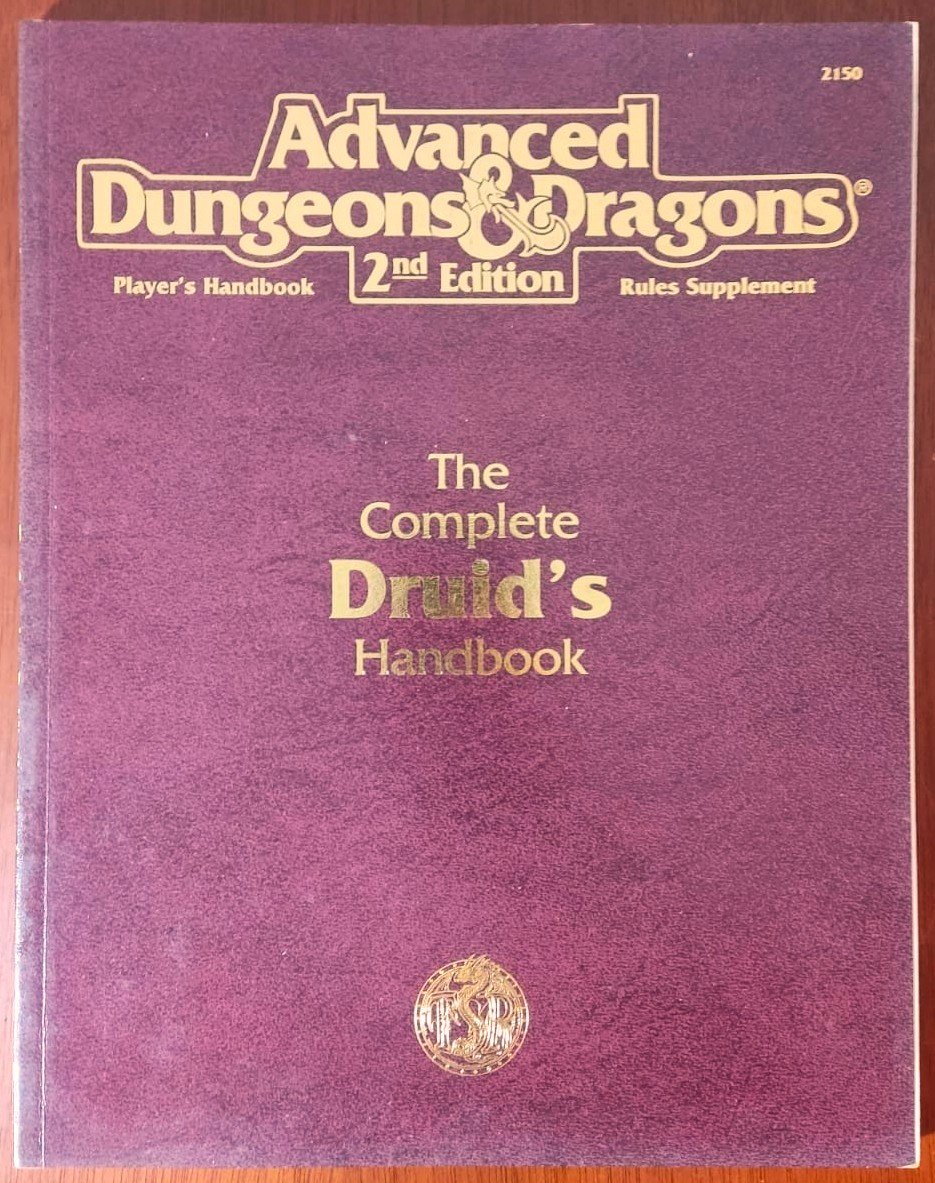 2150
Advanced
Dungeons & Dragons®
2nd Edition
Player's Handbook
Rules Supplement
The
Complete
Druid's
Handbook
TSR